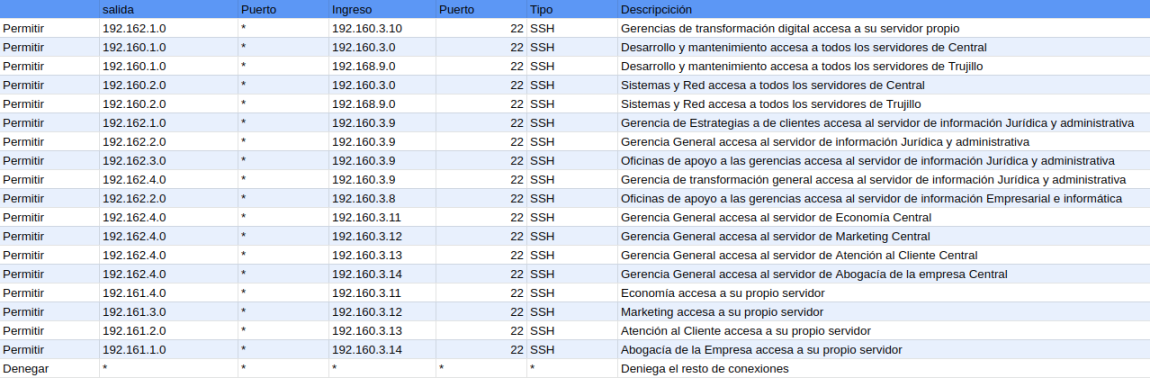 salida Puerto Ingreso Puerto Tipo Descripcición
Permitir 192.162.1.0 * 192.160.3.10 22 SSH Gerencias de transformación digital accesa a su servidor propio
Permitir 192.160.1.0 * 192.160.3.0 22 SSH Desarrollo y mantenimiento accesa a todos los servidores de Central
Permitir 192.160.1.0 * 192.168.9.0 22 SSH Desarrollo y mantenimiento accesa a todos los servidores de Trujillo
Permitir 192.160.2.0 * 192.160.3.0 22 SSH Sistemas y Red accesa a todos los servidores de Central
Permitir 192.160.2.0 * 192.168.9.0 22 SSH Sistemas y Red accesa a todos los servidores de Trujillo
Permitir 192.162.1.0 * 192.160.3.9 22 SSH Gerencia de Estrategias a de clientes accesa al servidor de información Jurídica y administrativa
Permitir 192.162.2.0 * 192.160.3.9 22 SSH Gerencia General accesa al servidor de información Jurídica y administrativa
Permitir 192.162.3.0 * 192.160.3.9 22 SSH Oficinas de apoyo a las gerencias accesa al servidor de información Jurídica y administrativa
Permitir 192.162.4.0 * 192.160.3.9 22 SSH Gerencia de transformación general accesa al servidor de información Jurídica y administrativa
Permitir 192.162.2.0 * 192.160.3.8 22 SSH Oficinas de apoyo a las gerencias accesa al servidor de información Empresarial e informática
Permitir 192.162.4.0 * 192.160.3.11 22 SSH Gerencia General accesa al servidor de Economía Central
Permitir 192.162.4.0 * 192.160.3.12 22 SSH Gerencia General accesa al servidor de Marketing Central
Permitir 192.162.4.0 * 192.160.3.13 22 SSH Gerencia General accesa al servidor de Atención al Cliente Central
Permitir 192.162.4.0 * 192.160.3.14 22 SSH Gerencia General accesa al servidor de Abogacía de la empresa Central
Permitir 192.161.4.0 * 192.160.3.11 22 SSH Economía accesa a su propio servidor
Permitir 192.161.3.0 * 192.160.3.12 22 SSH Marketing accesa a su propio servidor
Permitir 192.161.2.0 * 192.160.3.13 22 SSH Atención al Cliente accesa a su propio servidor
Permitir 192.161.1.0 * 192.160.3.14 22 SSH Abogacía de la Empresa accesa a su propio servidor
Denegar * * * * * Deniega el resto de conexiones